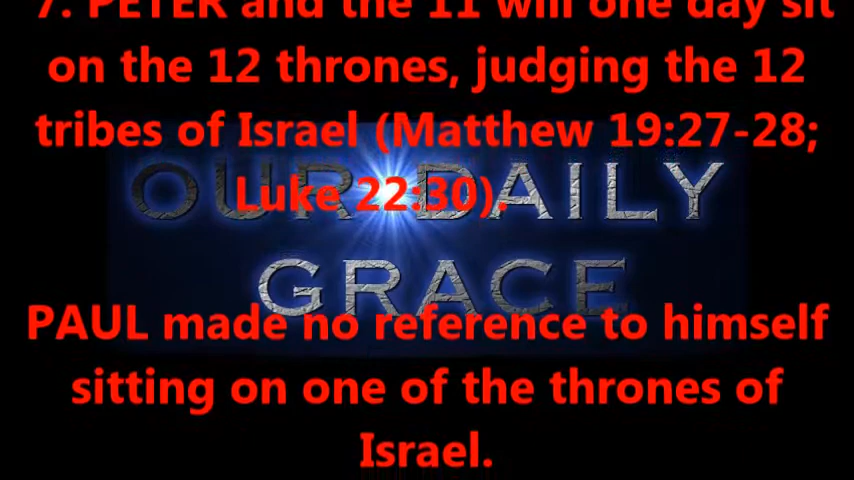 7. PETER and the 11 will one day sit
on the 12 thrones, judging the 12
tribes of Israel (Matthew 19:27-28;
Luke 22:30).
OUR DAILY
GRACE
PAUL made no reference to himself
sitting on one of the thrones of
Israel.